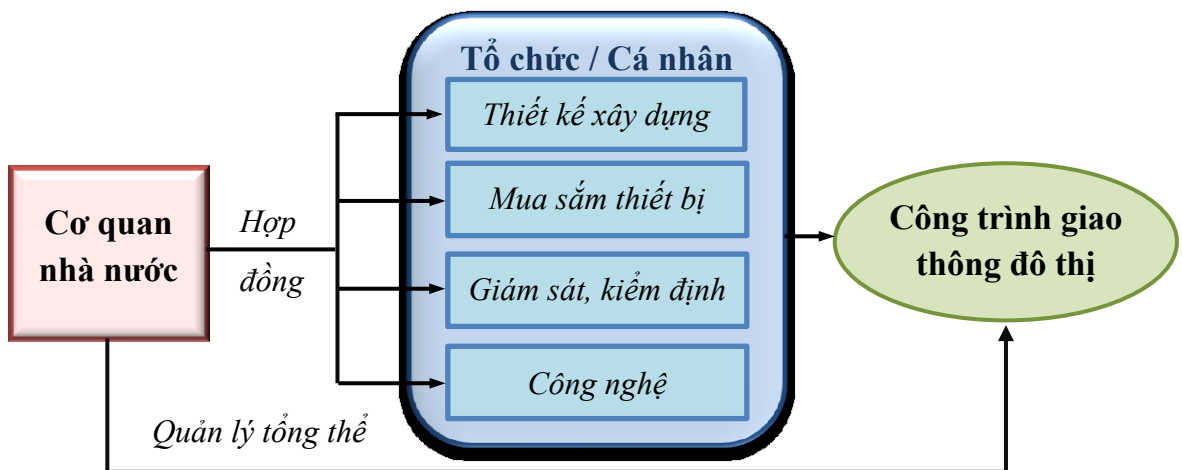 Tổ chức / Cá nhân
Thiết kế xây dựng
Mua sắm thiết bị
Giám sát, kiểm định
Công nghệ
Cơ quan
nhà nước
Hợp
đồng
Công trình giao
thông đô thị
Quản lý tổng thể